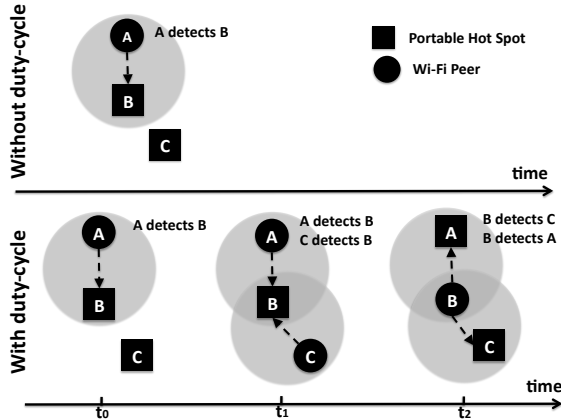 Without duty-cycle
A
A detects B
B
C
Portable Hot Spot
Wi-Fi Peer
time
With duty-cycle
A
A detects B
B
C
A
A detects B
C detects B
B
C
A
B detects C
B detects A
B
C
time
t0
t1
t2